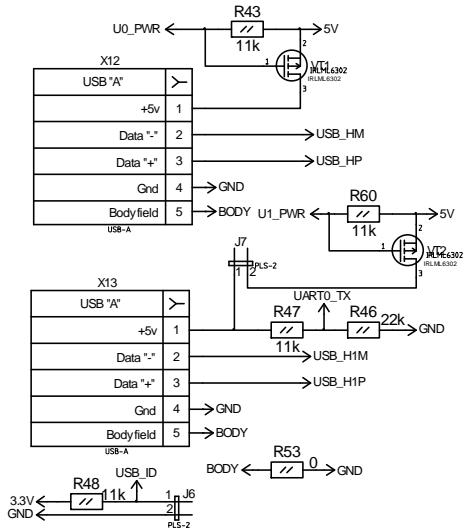 R43
U0_PWR 5V
11k
2
1 VT1
IRLML6302
IRLML6302
3
X12
USB "A"
+5v 1
Data "-" 2 USB_HM
Data "+" 3 USB_HP
Gnd 4 GND
Bodyfield 5 BODY
USB-A
R60
U1_PWR 5V
11k
2
1 VT2
IRLML6302
IRLML6302
3
J7
1 2 PLS-2
X13
USB "A"
UART0_TX
+5v 1 R47 R46 22k GND
11k
Data "-" 2 USB_H1M
Data "+" 3 USB_H1P
Gnd 4 GND
Bodyfield 5 BODY
USB-A
R53
BODY 0 GND
USB_ID
R48
3.3V 11k 1 J6
GND 2
PLS-2